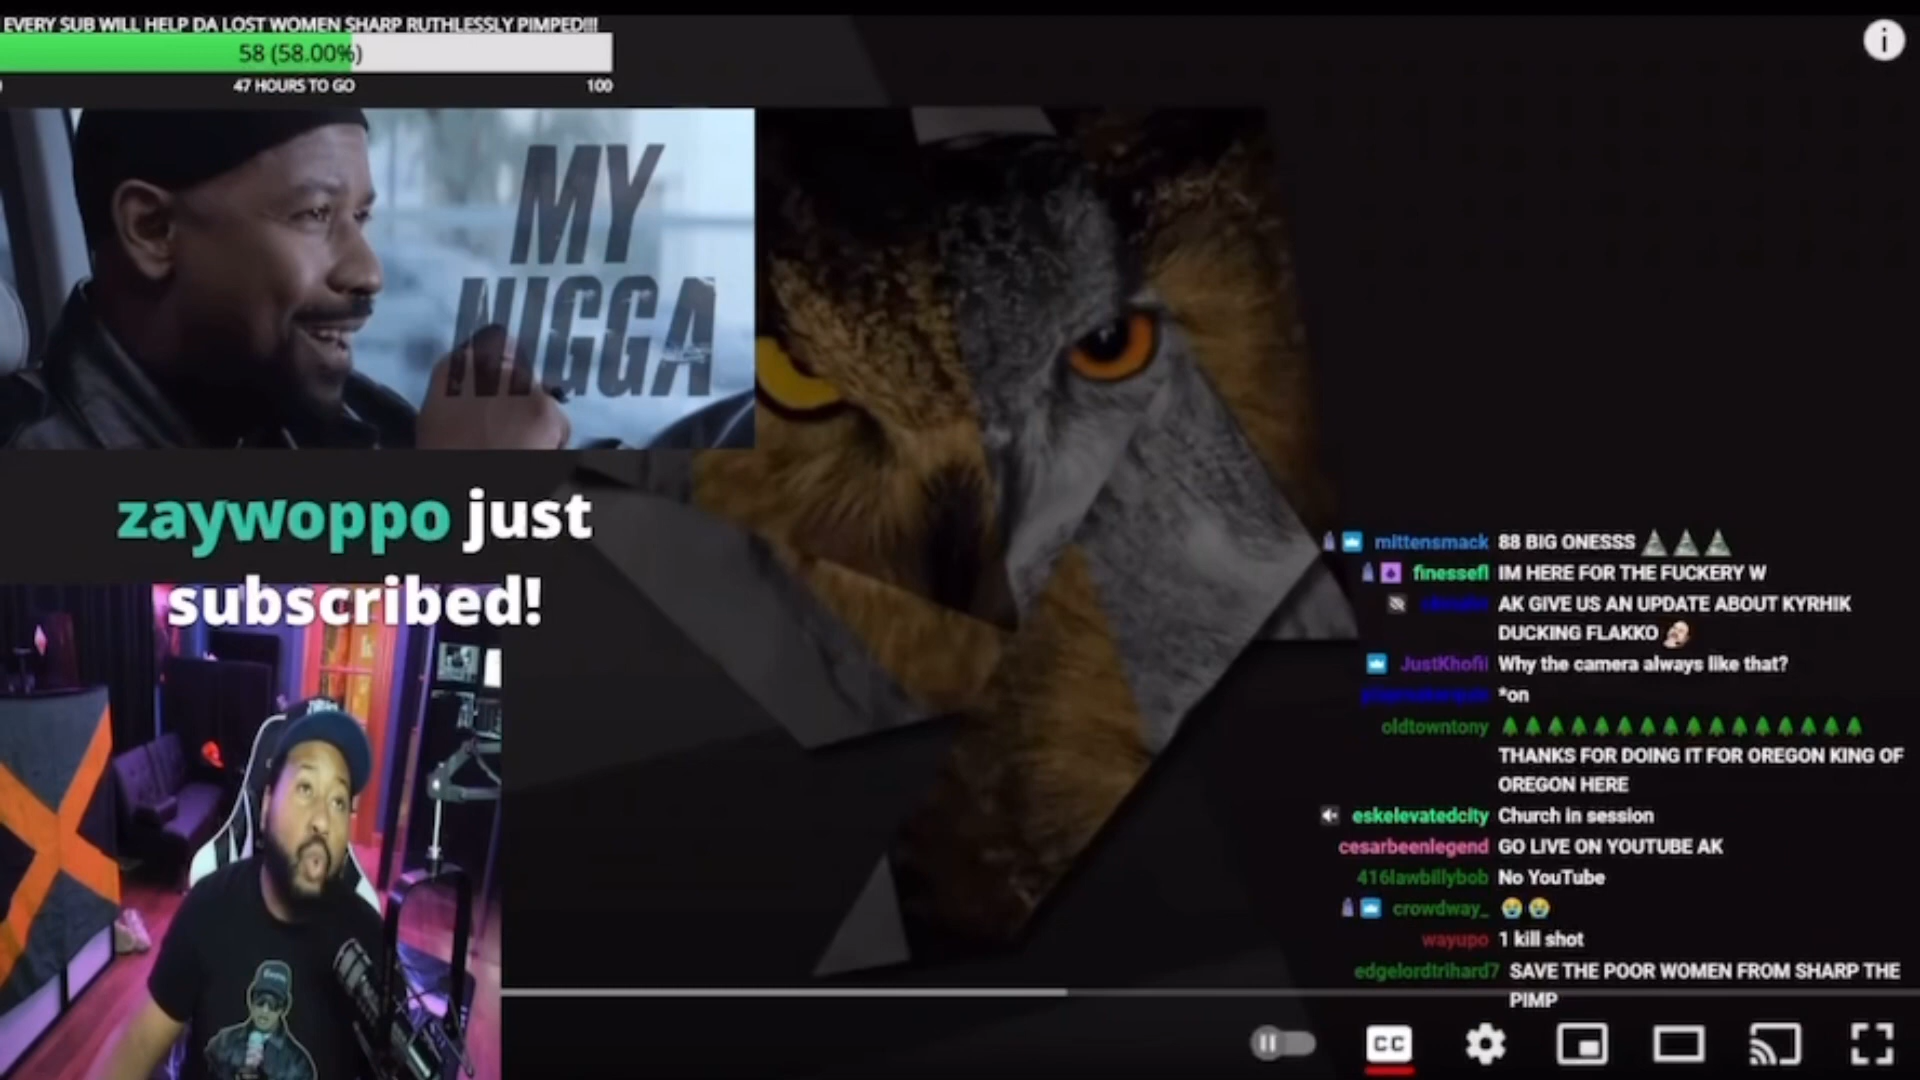 EVERY SUB WILL HELP DA LOST WOMEN SHARP RUTHLESSLY PIMPED!!!
58 (58.00%)
47 HOURS TO GO
100
MY
NIGGA
zaywoppo just
subscribed!
mittensmack 88 BIG ONESSS
finessefl IM HERE FOR THE FUCKERY W
AK GIVE US AN UPDATE ABOUT KYRHIK
DUCKING FLAKKO
JustKhofii Why the camera always like that?
*on
oldtowntony
THANKS FOR DOING IT FOR OREGON KING OF
OREGON HERE
eskelevatedcity Church in session
cesarbeenlegend GO LIVE ON YOUTUBE AK
416lawbillybob No YouTube
crowdway_
wayupo 1 kill shot
edgelordtrihard7 SAVE THE POOR WOMEN FROM SHARP THE
PIMP
CC